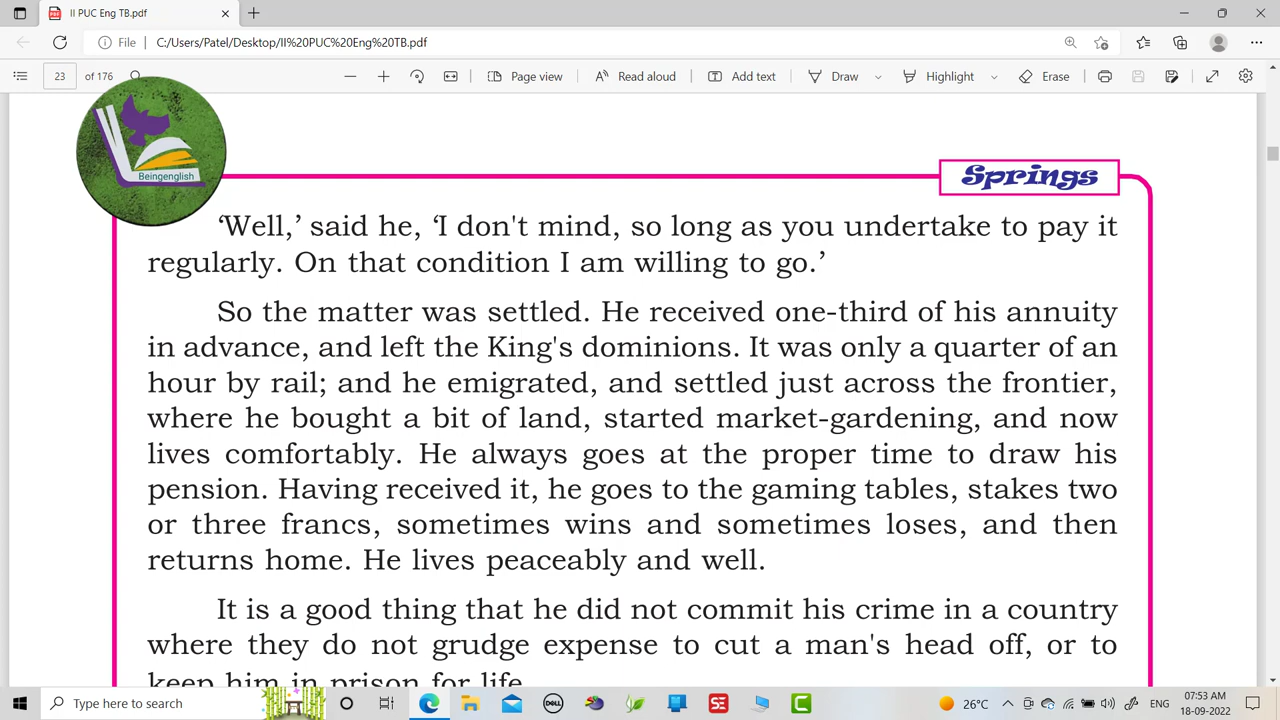 II PUC Eng TB.pdf
File C:/Users/Patel/Desktop/II%20PUC%20Eng%20TB.pdf
23 of 176 Page view Read aloud Add text Draw Highlight Erase
Beingenglish
Springs
‘Well,’ said he, ‘I don't mind, so long as you undertake to pay it
regularly. On that condition I am willing to go.’
So the matter was settled. He received one-third of his annuity
in advance, and left the King's dominions. It was only a quarter of an
hour by rail; and he emigrated, and settled just across the frontier,
where he bought a bit of land, started market-gardening, and now
lives comfortably. He always goes at the proper time to draw his
pension. Having received it, he goes to the gaming tables, stakes two
or three francs, sometimes wins and sometimes loses, and then
returns home. He lives peaceably and well.
It is a good thing that he did not commit his crime in a country
where they do not grudge expense to cut a man's head off, or to
keep him in prison for life.
Type here to search
DELL
SE
26°C
ENG
07:53 AM
18-09-2022